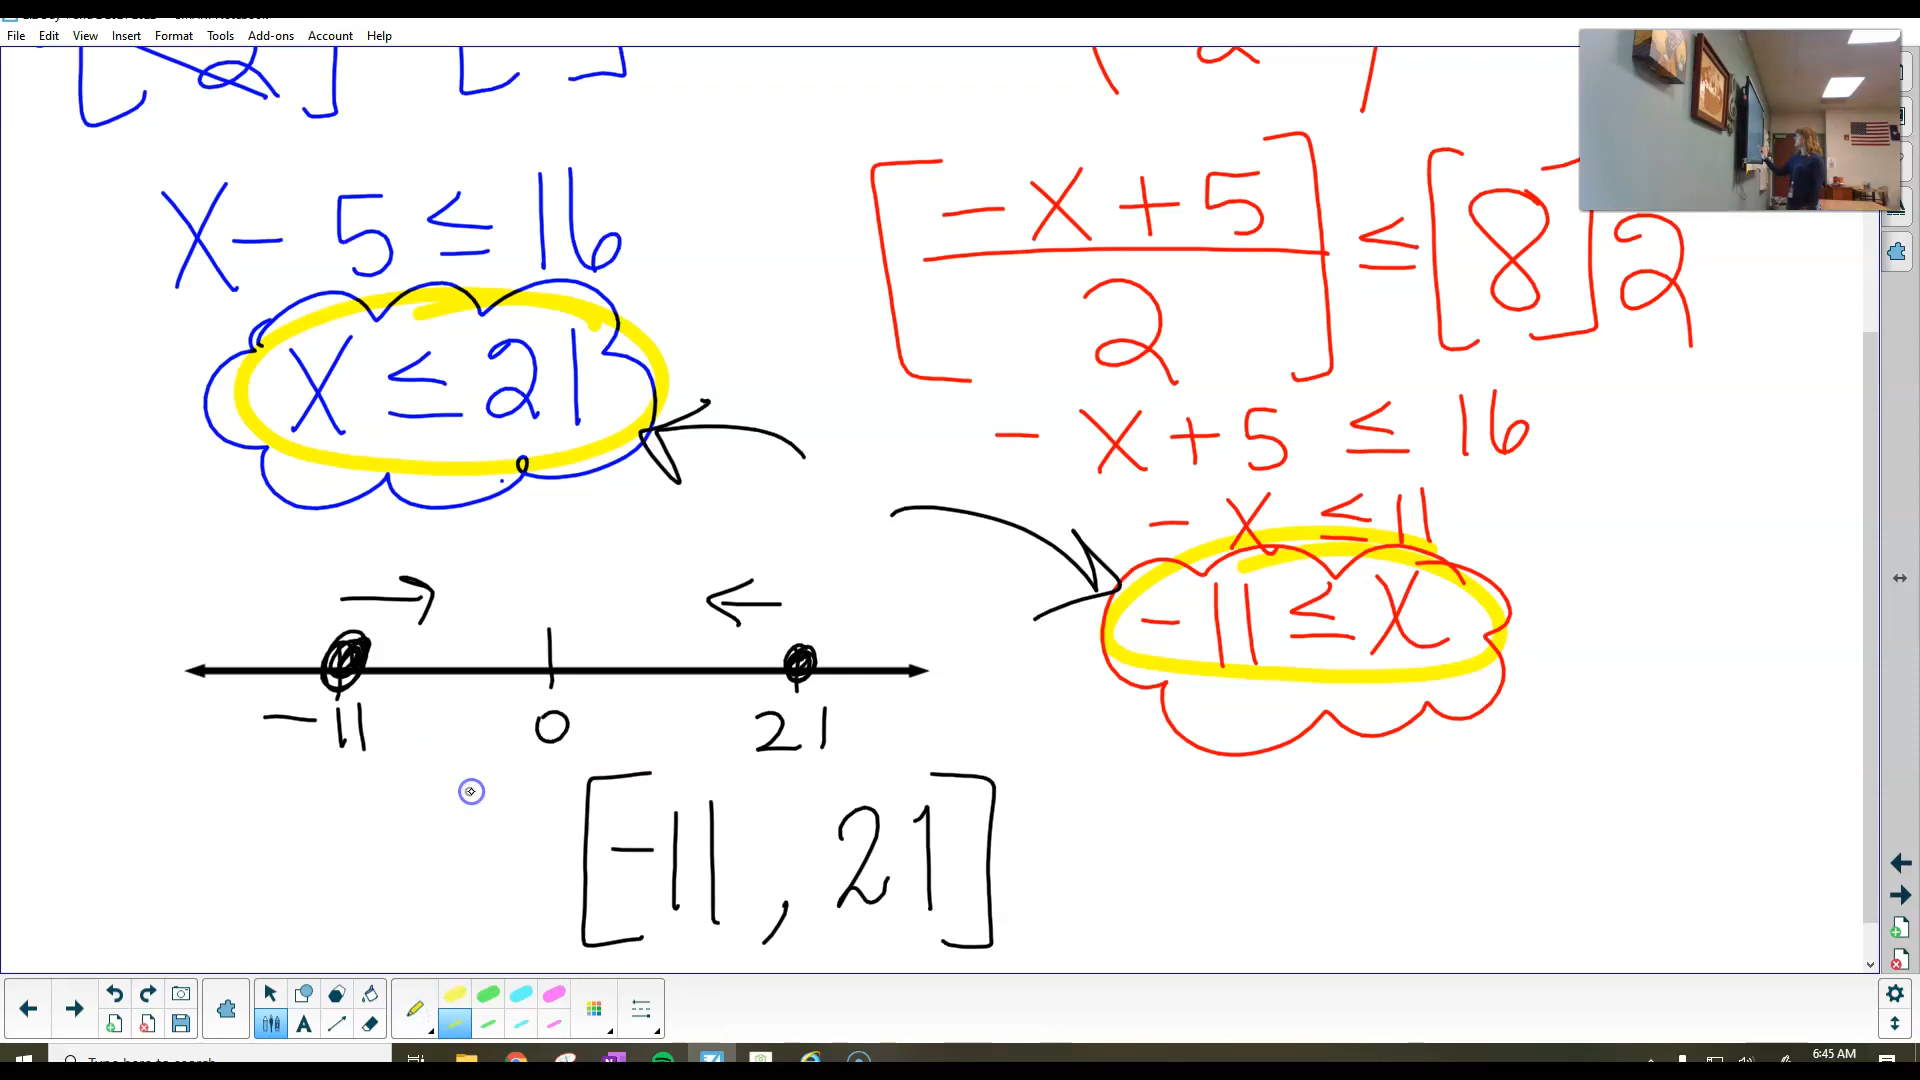 File Edit View Insert Format Tools Add-ons Account Help
x - 5 ≤ 16
x ≤ 21
-x + 5
2
≤ [8] 2
-x + 5 ≤ 16
-x ≤ 11
-11 ≤ x
-11 0 21
[-11, 21]
A
6:45 AM